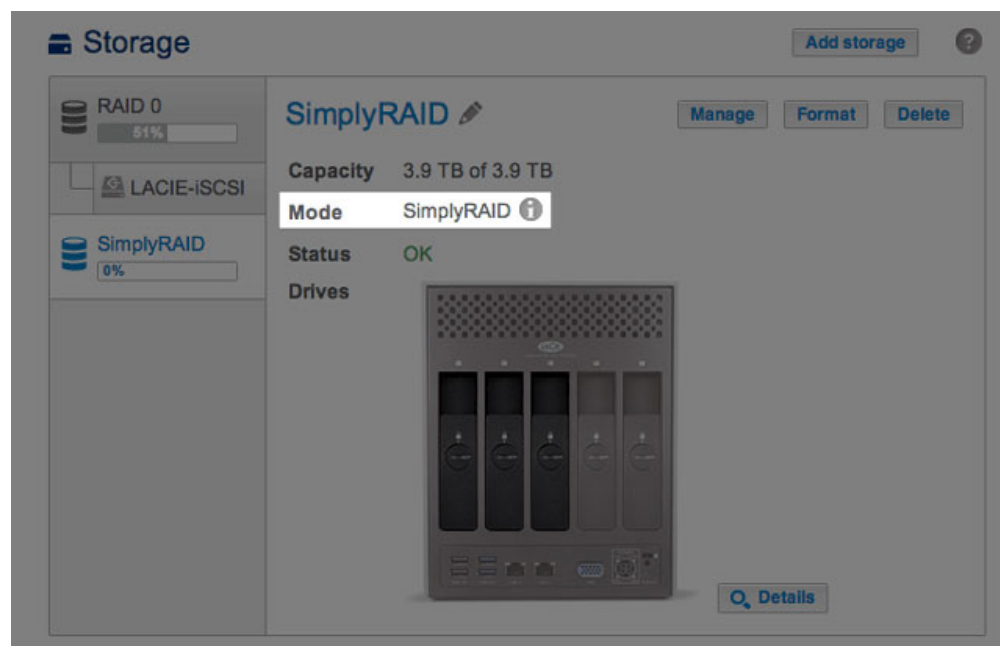 Storage
Add storage
?
RAID 0
51%
LACIE-iSCSI
SimplyRAID
0%
SimplyRAID
Manage
Format
Delete
Capacity 3.9 TB of 3.9 TB
Mode SimplyRAID i
Status OK
Drives
LACIE
Details